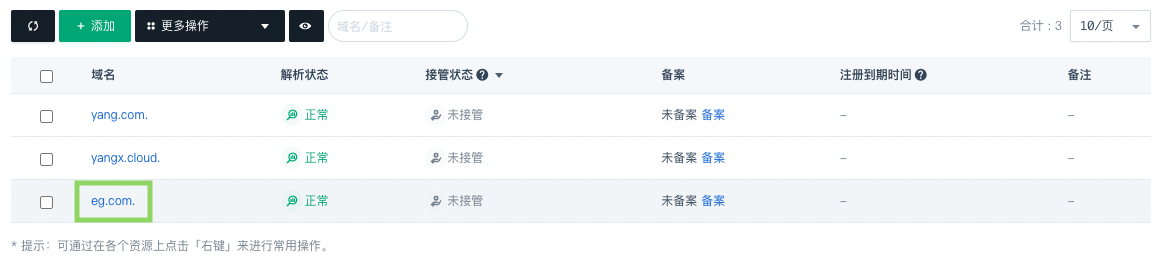 添加 更多操作 域名/备注 合计：3 10/页
域名 解析状态 接管状态 备案 注册到期时间 备注
yang.com. 正常 未接管 未备案 备案 – –
yangx.cloud. 正常 未接管 未备案 备案 – –
eg.com. 正常 未接管 未备案 备案 – –
* 提示：可通过在各个资源上点击「右键」来进行常用操作。